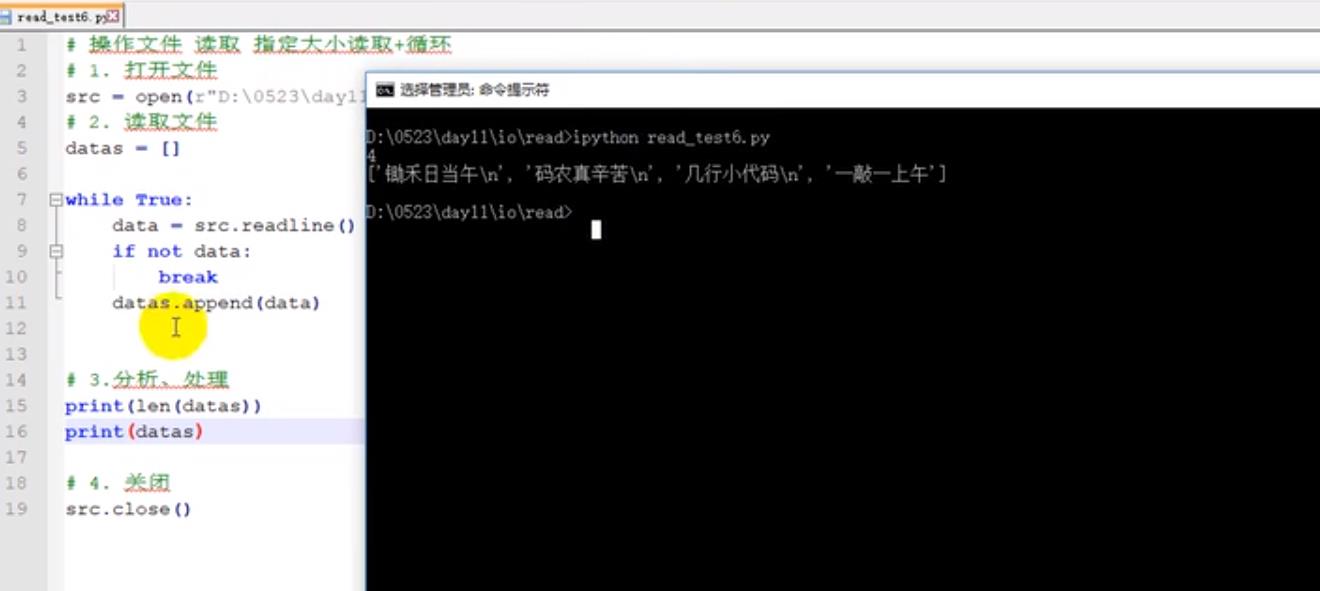 read_test6.py
1 # 操作文件 读取 指定大小读取+循环
2 # 1. 打开文件
3 src = open(r"D:\0523\day11
4 # 2. 读取文件
5 datas = []
6
7 while True:
8 data = src.readline()
9 if not data:
10 break
11 datas.append(data)
12
13
14 # 3.分析、处理
15 print(len(datas))
16 print(datas)
17
18 # 4. 关闭
19 src.close()
选择管理员: 命令提示符
D:\0523\day11\io\read>ipython read_test6.py
4
['锄禾日当午\n', '码农真辛苦\n', '几行小代码\n', '一敲一上午']
D:\0523\day11\io\read>